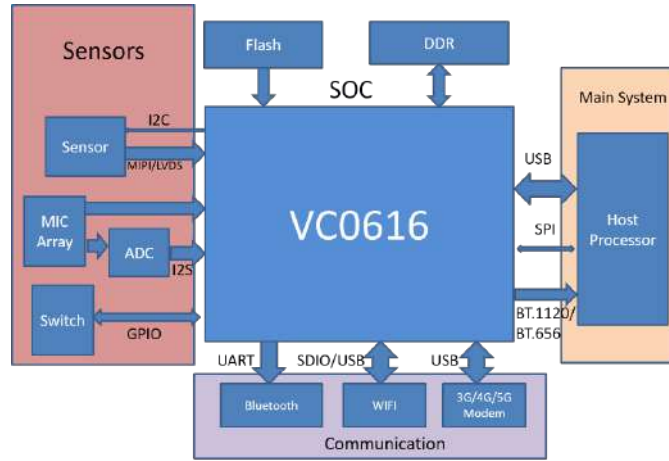 Sensors
Flash
DDR
SOC
Main System
I2C
Sensor
MIPI/LVDS
USB
MIC
Array
VC0616
Host
Processor
SPI
ADC
I2S
Switch
GPIO
BT.1120/
BT.656
UART
SDIO/USB
USB
Bluetooth
WIFI
3G/4G/5G
Modem
Communication